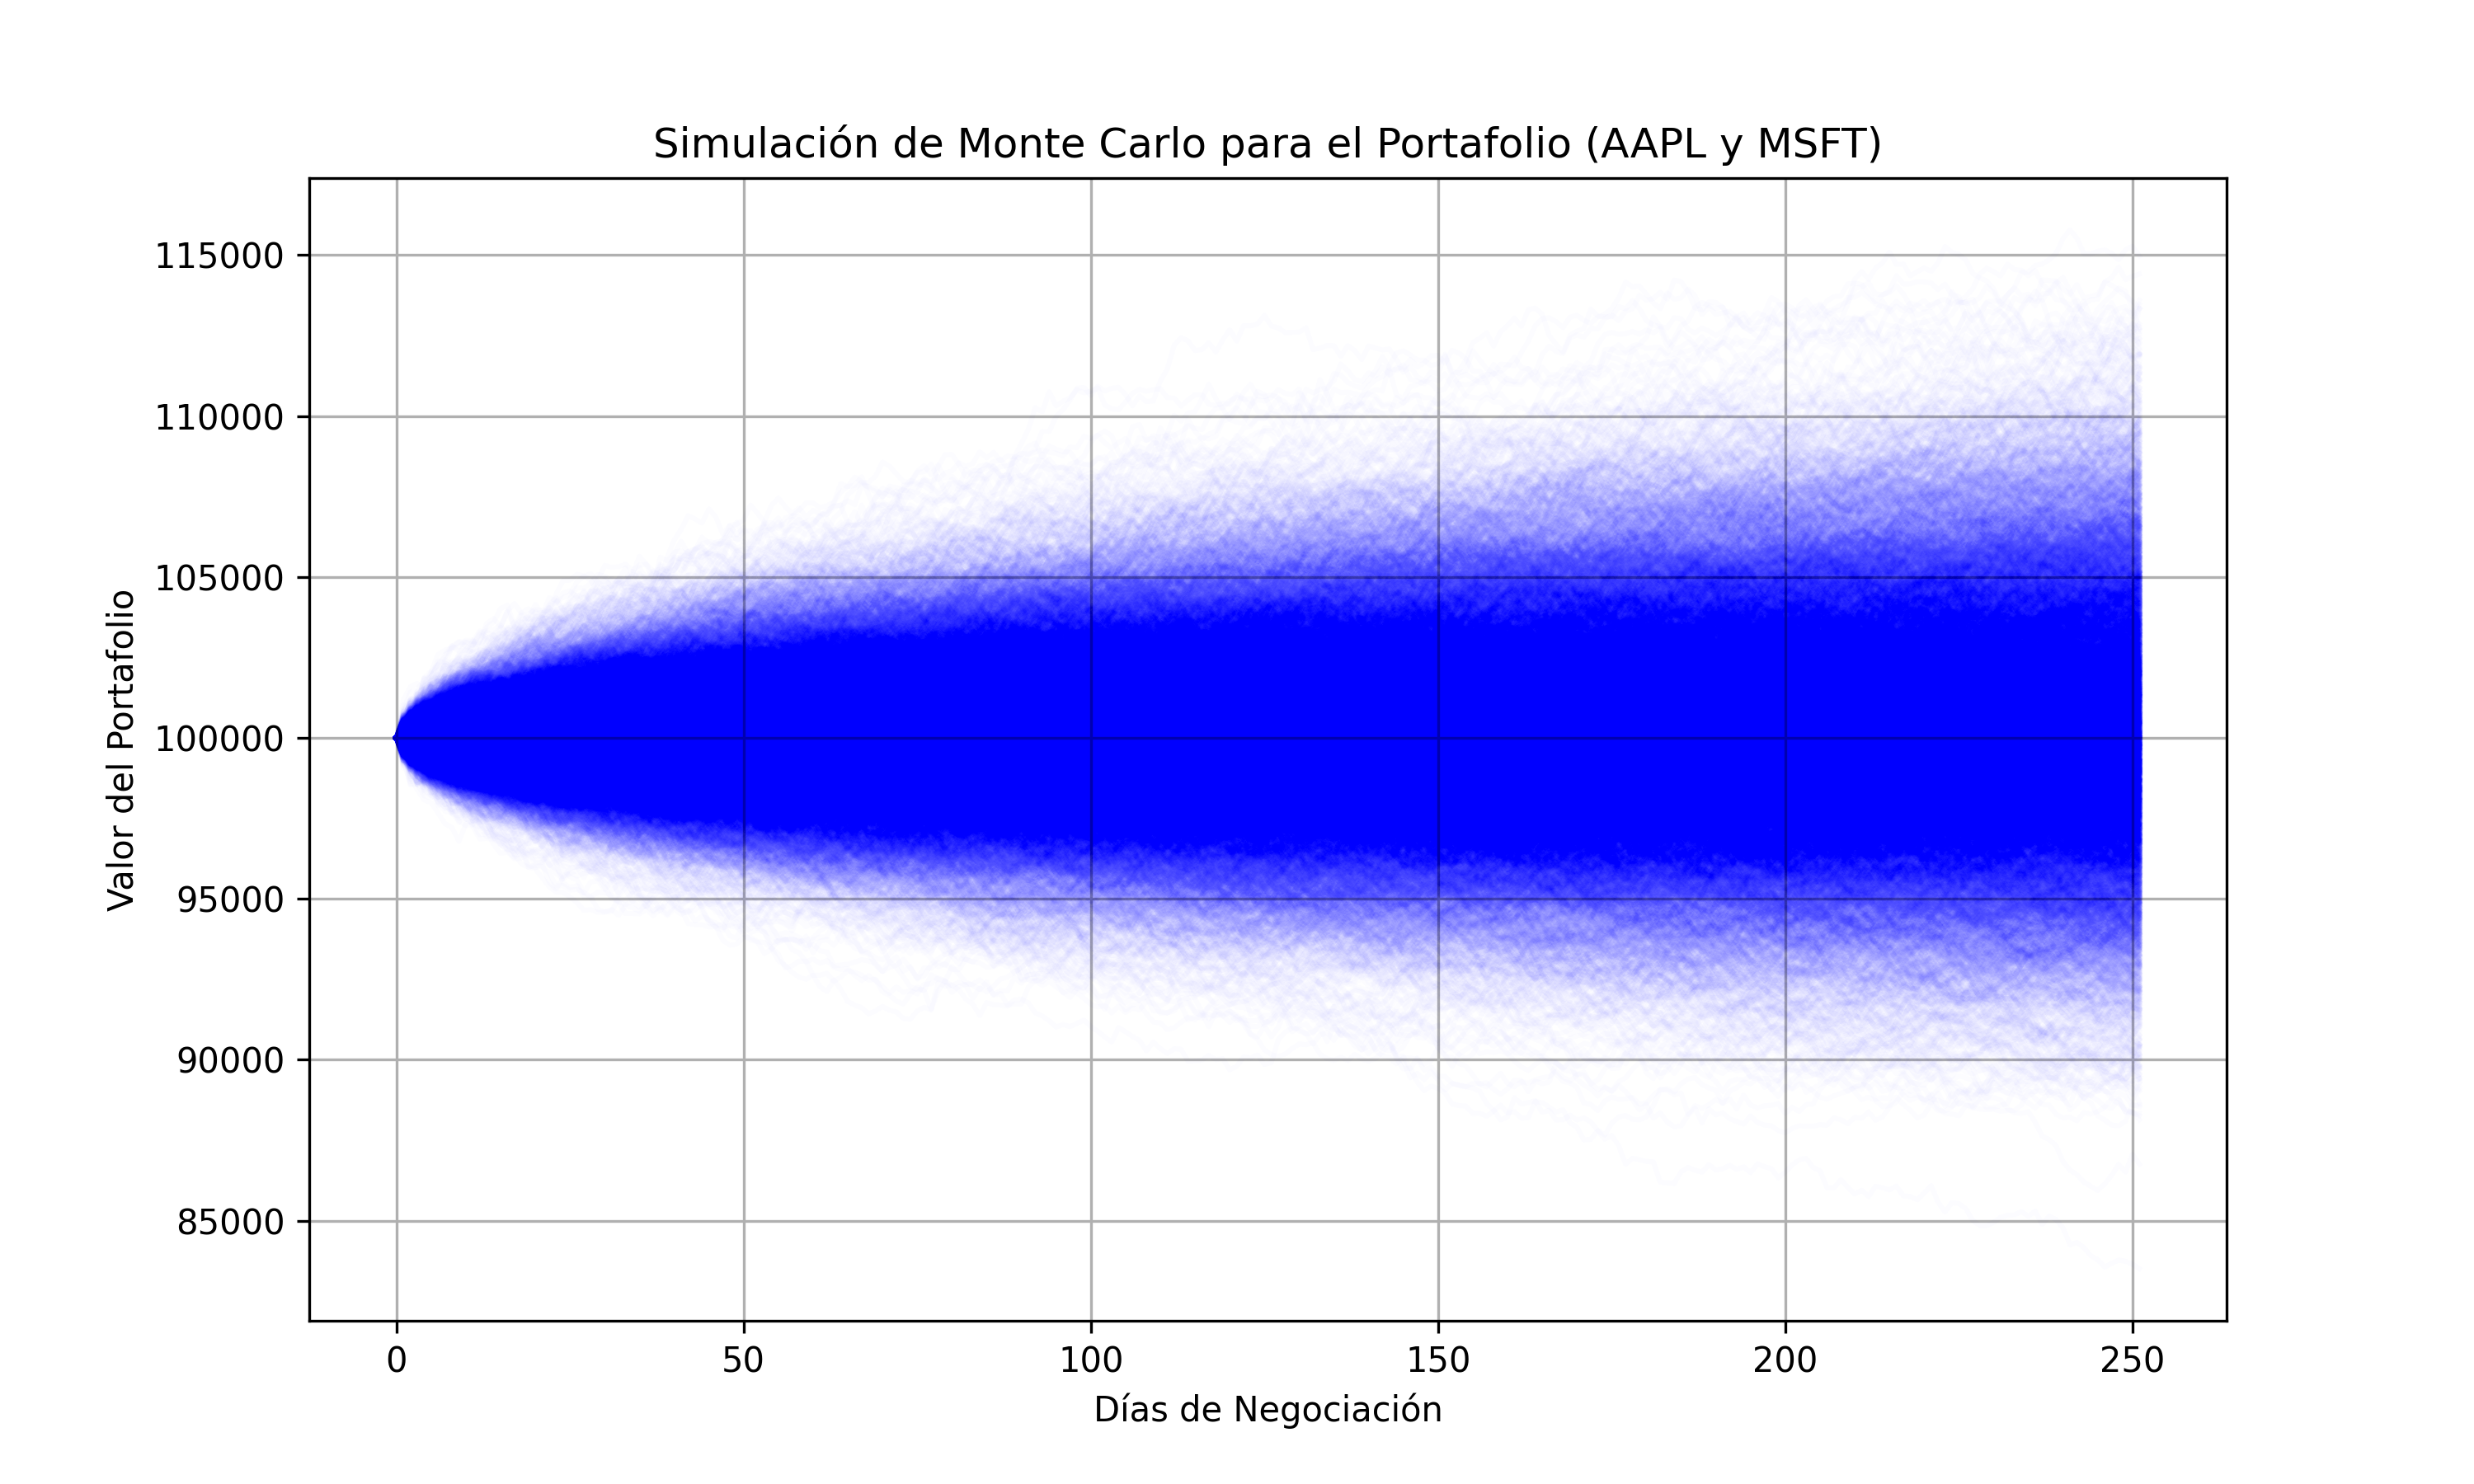 Simulación de Monte Carlo para el Portafolio (AAPL y MSFT)
Valor del Portafolio
115000
110000
105000
100000
95000
90000
85000
0 50 100 150 200 250
Días de Negociación